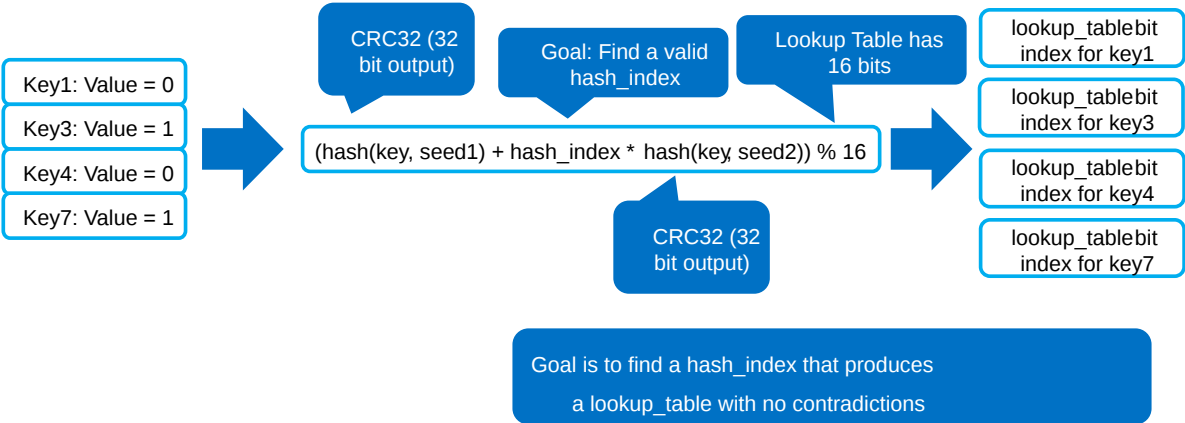 CRC32 (32
bit output)
Goal: Find a valid
hash_index
Lookup Table has
16 bits
Key1: Value = 0
Key3: Value = 1
Key4: Value = 0
Key7: Value = 1
(hash(key, seed1) + hash_index * hash(key, seed2)) % 16
CRC32 (32
bit output)
lookup_tablebit
index for key1
lookup_tablebit
index for key3
lookup_tablebit
index for key4
lookup_tablebit
index for key7
Goal is to find a hash_index that produces
a lookup_table with no contradictions